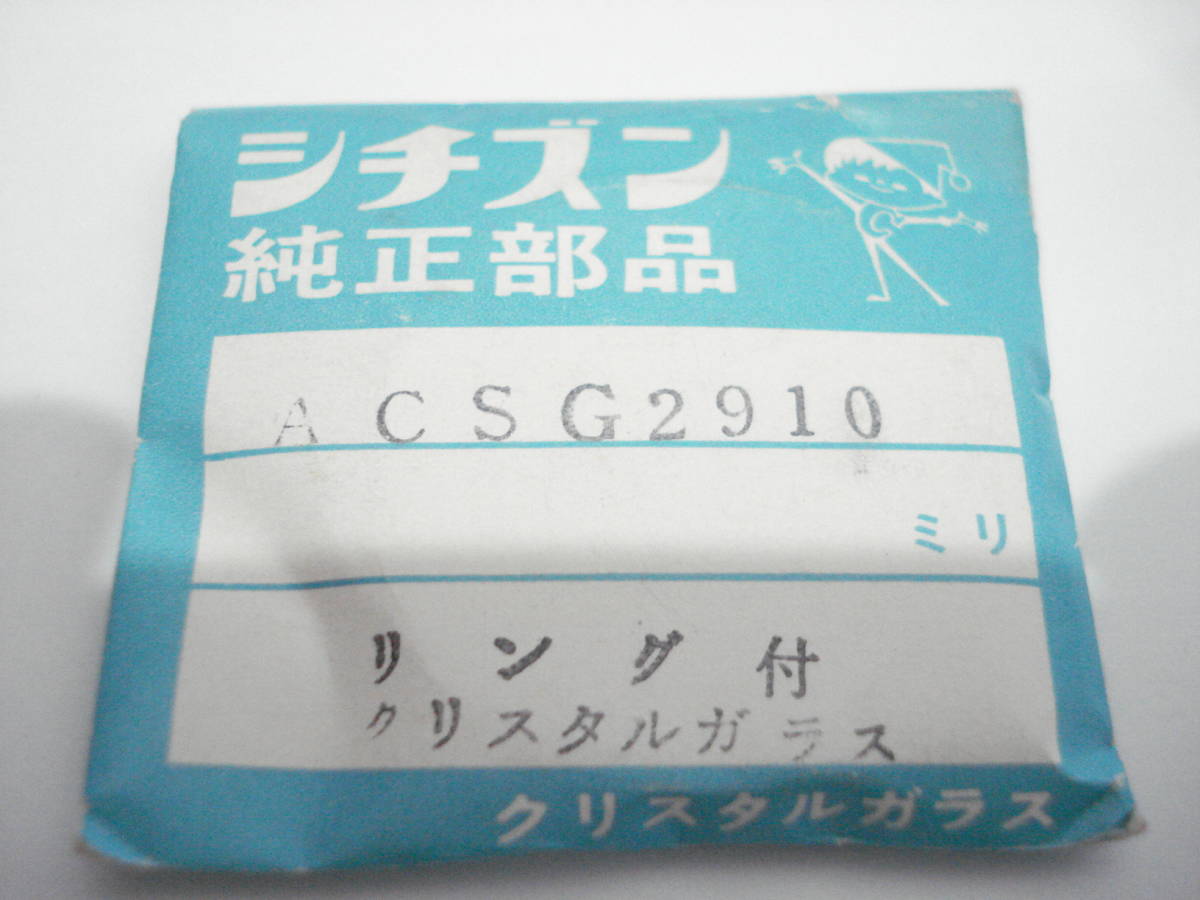 シチズン
純正部品
ACSG2910
ミリ
リング付
クリスタルガラス
クリスタルガラス